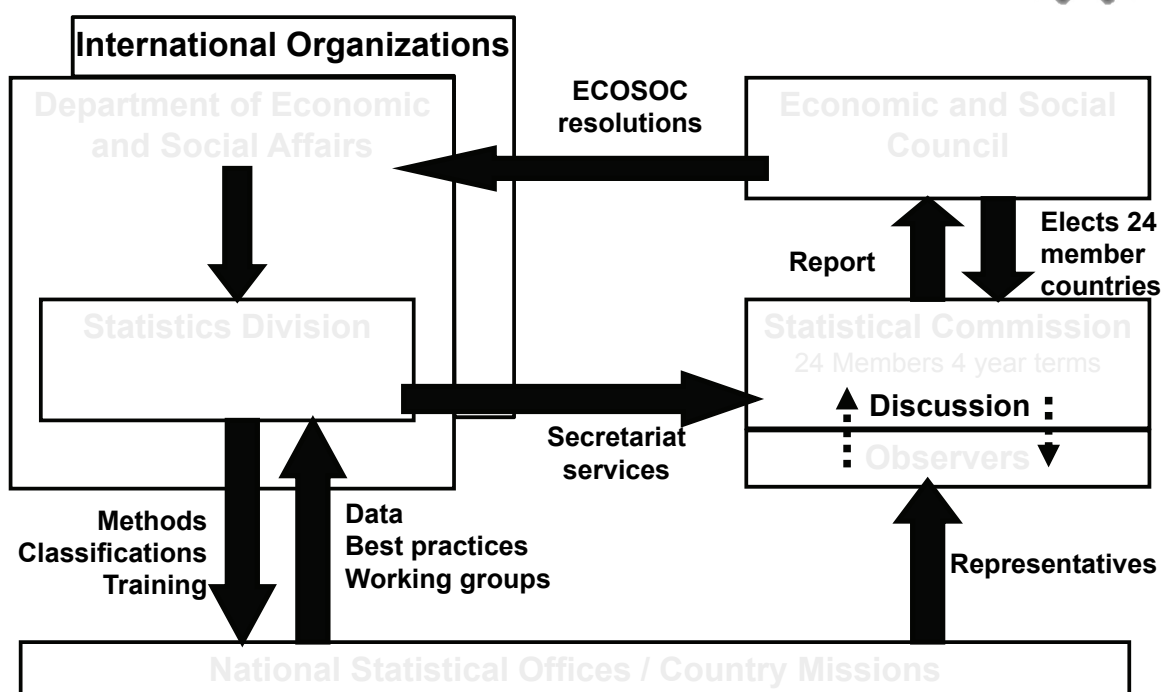 International Organizations
Department of Economic
and Social Affairs
ECOSOC
resolutions
Economic and Social
Council
Report
Elects 24
member
countries
Statistics Division
Statistical Commission
24 Members 4 year terms
Discussion
Observers
Secretariat
services
Methods
Classifications
Training
Data
Best practices
Working groups
Representatives
National Statistical Offices / Country Missions